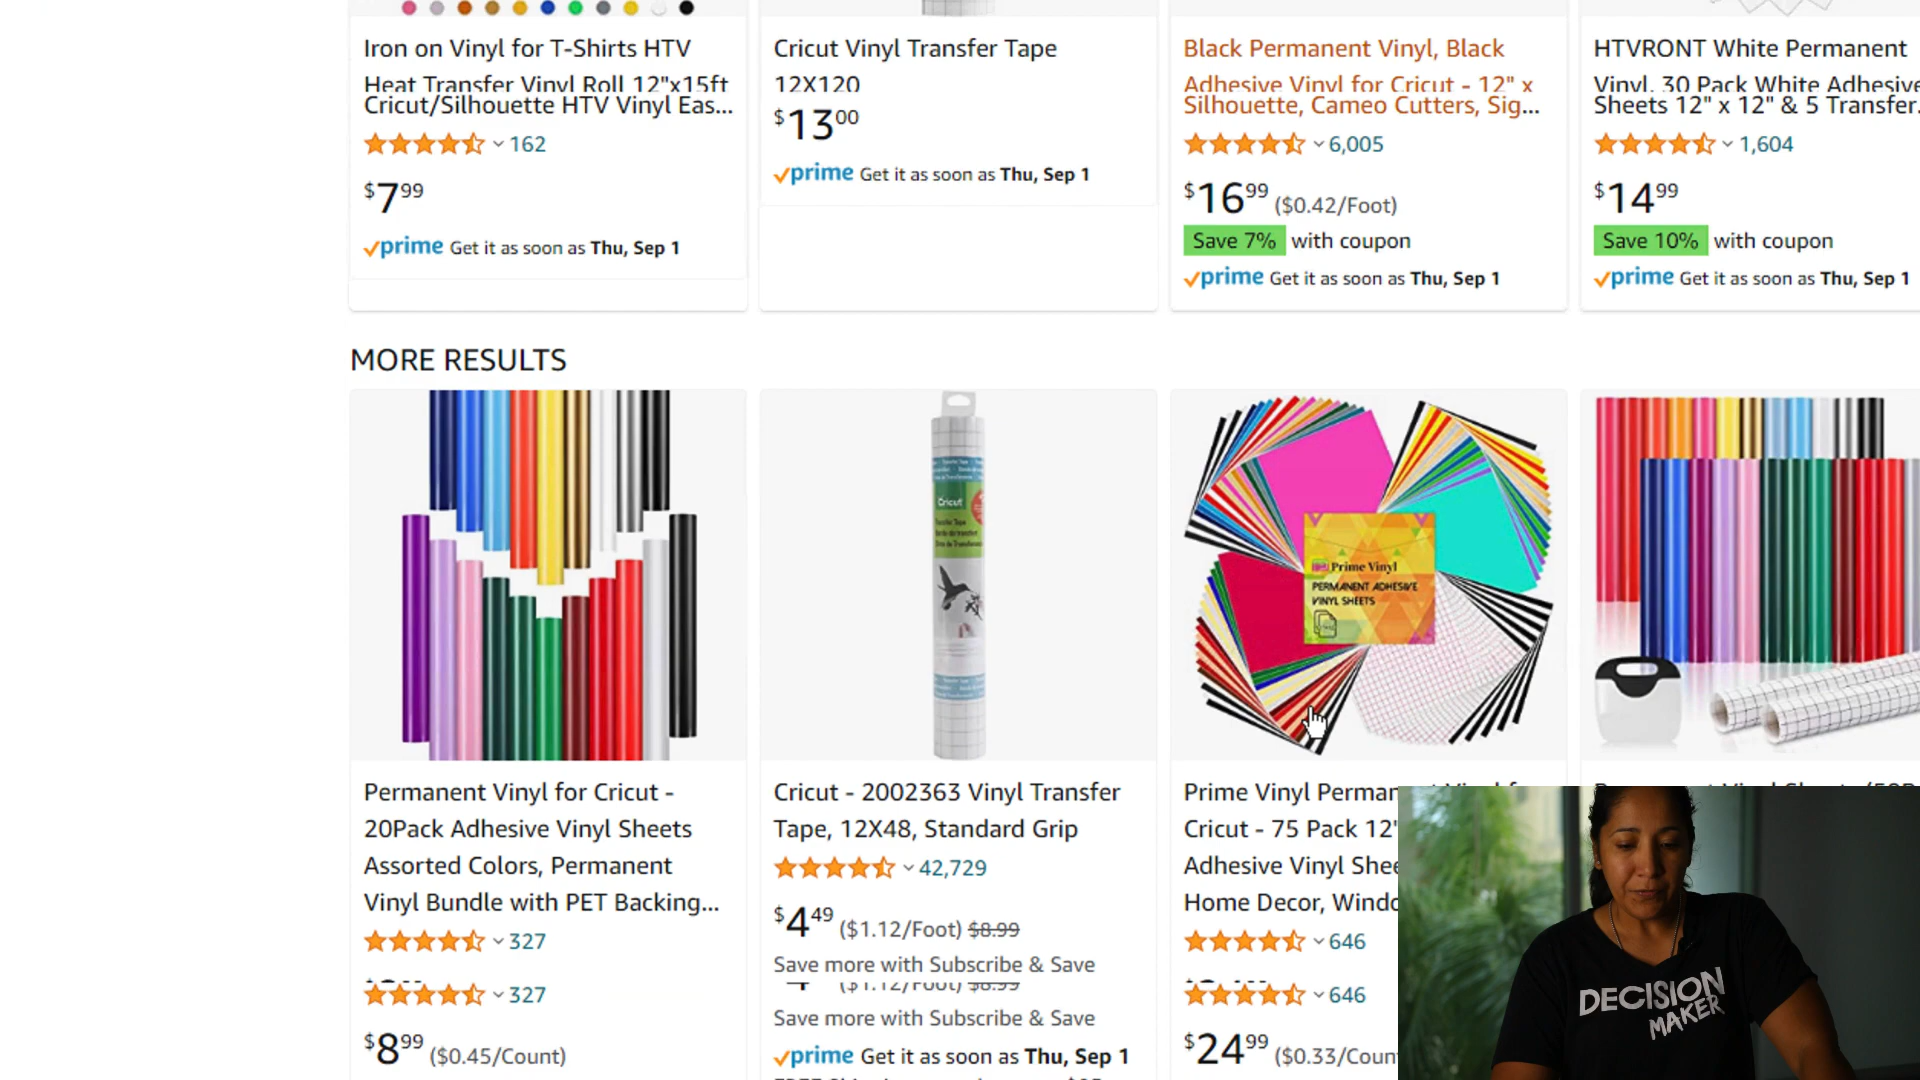 Iron on Vinyl for T-Shirts HTV
Heat Transfer Vinyl Roll 12"x15ft
Cricut/Silhouette HTV Vinyl Eas...
162
$7.99
prime Get it as soon as Thu, Sep 1
Cricut Vinyl Transfer Tape
12X120
$13.00
prime Get it as soon as Thu, Sep 1
Black Permanent Vinyl, Black
Adhesive Vinyl for Cricut - 12" x
Silhouette, Cameo Cutters, Sig...
6,005
$16.99 ($0.42/Foot)
Save 7% with coupon
prime Get it as soon as Thu, Sep 1
HTVRONT White Permanent
Vinyl, 30 Pack White Adhesive
Sheets 12" x 12" & 5 Transfer.
1,604
$14.99
Save 10% with coupon
prime Get it as soon as Thu, Sep 1
MORE RESULTS
Permanent Vinyl for Cricut -
20Pack Adhesive Vinyl Sheets
Assorted Colors, Permanent
Vinyl Bundle with PET Backing...
327
327
$8.99 ($0.45/Count)
Cricut
Cricut - 2002363 Vinyl Transfer
Tape, 12X48, Standard Grip
42,729
$4.49 ($1.12/Foot) $8.99
Save more with Subscribe & Save
($1.12/Foot) $8.99
Save more with Subscribe & Save
prime Get it as soon as Thu, Sep 1
Prime Vinyl
PERMANENT ADHESIVE
VINYL SHEETS
Prime Vinyl Perman
Cricut - 75 Pack 12"
Adhesive Vinyl Shee
Home Decor, Windo
646
646
$24.99 ($0.33/Coun
DECISION
MAKER